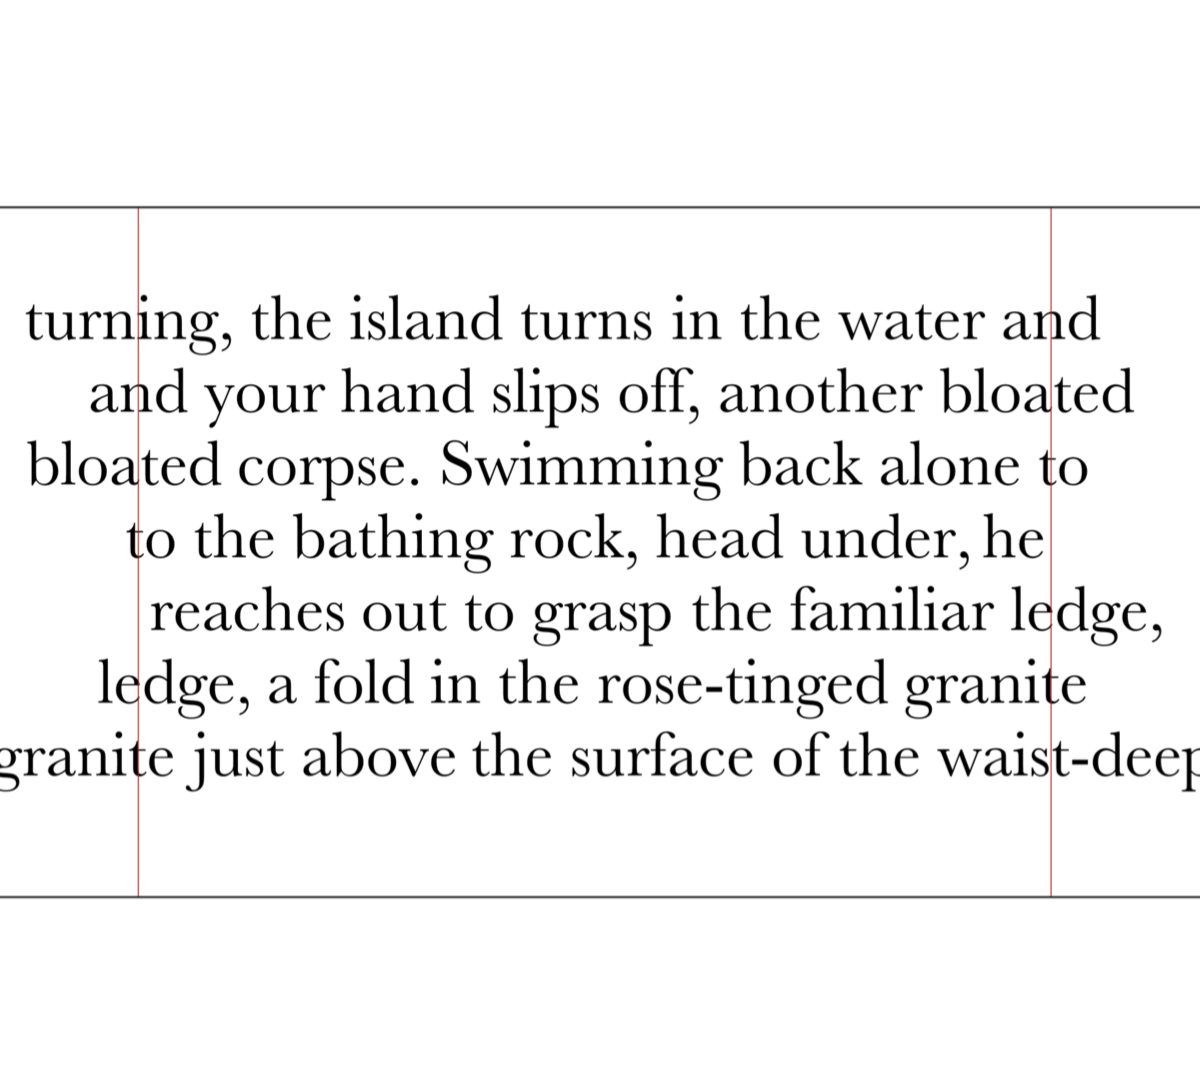 turning, the island turns in the water and
and your hand slips off, another bloated
bloated corpse. Swimming back alone to
to the bathing rock, head under, he
reaches out to grasp the familiar ledge,
ledge, a fold in the rose-tinged granite
granite just above the surface of the waist-deep